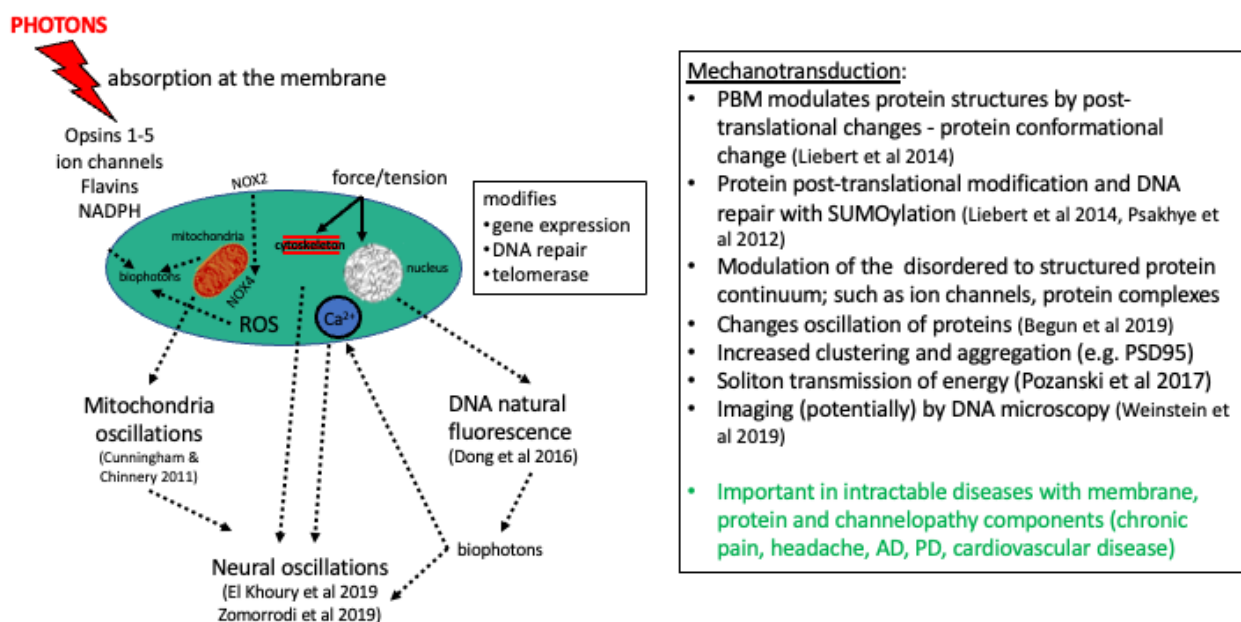 PHOTONS
absorption at the membrane
Opsins 1-5
ion channels
Flavins
NADPH
NOX2
force/tension
modifies
•gene expression
•DNA repair
•telomerase
mitochondria
cytoskeleton
biophotons
nucleus
NOX4
ROS
Ca²⁺
Mitochondria
oscillations
(Cunningham &
Chinnery 2011)
DNA natural
fluorescence
(Dong et al 2016)
biophotons
Neural oscillations
(El Khoury et al 2019
Zomorrodi et al 2019)
Mechanotransduction:
• PBM modulates protein structures by post-
translational changes - protein conformational
change (Liebert et al 2014)
• Protein post-translational modification and DNA
repair with SUMOylation (Liebert et al 2014, Psakhye et
al 2012)
• Modulation of the disordered to structured protein
continuum; such as ion channels, protein complexes
• Changes oscillation of proteins (Begun et al 2019)
• Increased clustering and aggregation (e.g. PSD95)
• Soliton transmission of energy (Pozanski et al 2017)
• Imaging (potentially) by DNA microscopy (Weinstein et
al 2019)
• Important in intractable diseases with membrane,
protein and channelopathy components (chronic
pain, headache, AD, PD, cardiovascular disease)